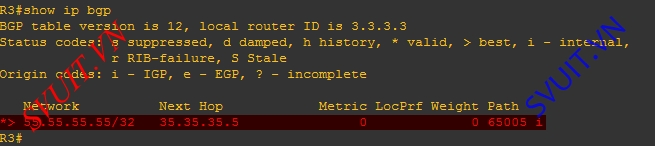 R3#show ip bgp
BGP table version is 12, local router ID is 3.3.3.3
Status codes: s suppressed, d damped, h history, * valid, > best, i - internal,
r RIB-failure, S Stale
Origin codes: i - IGP, e - EGP, ? - incomplete
Network Next Hop Metric LocPrf Weight Path
*> 55.55.55.55/32 35.35.35.5 0 0 65005 i
R3#
SVUIT.VN
SVUIT.VN